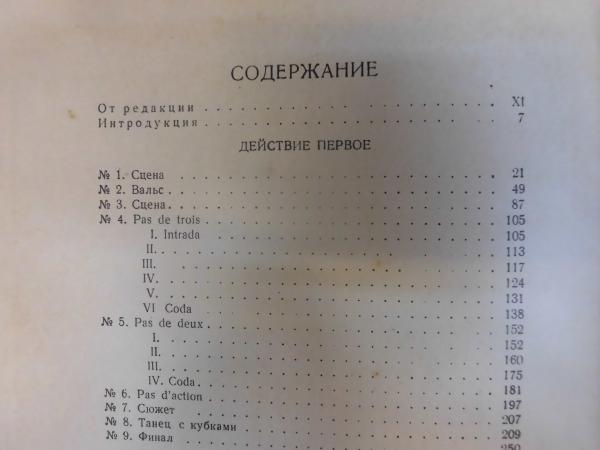 СОДЕРЖАНИЕ
От редакции . . . . . . . . . . . . . . . . . . . . XI
Интродукция . . . . . . . . . . . . . . . . . . . . 7
ДЕЙСТВИЕ ПЕРВОЕ
№ 1. Сцена . . . . . . . . . . . . . . . . . . . . 21
№ 2. Вальс . . . . . . . . . . . . . . . . . . . . 49
№ 3. Сцена . . . . . . . . . . . . . . . . . . . . 87
№ 4. Pas de trois . . . . . . . . . . . . . . . . . . 105
I. Intrada . . . . . . . . . . . . . . . . . . 105
II. . . . . . . . . . . . . . . . . . . . . 113
III. . . . . . . . . . . . . . . . . . . . 117
IV. . . . . . . . . . . . . . . . . . . . . 124
V. . . . . . . . . . . . . . . . . . . . . 131
VI Coda . . . . . . . . . . . . . . . . . . . 138
№ 5. Pas de deux . . . . . . . . . . . . . . . . . . 152
I. . . . . . . . . . . . . . . . . . . . . 152
II. . . . . . . . . . . . . . . . . . . . . 160
III. . . . . . . . . . . . . . . . . . . . 175
IV. Coda . . . . . . . . . . . . . . . . . . . 181
№ 6. Pas d'action . . . . . . . . . . . . . . . . . 197
№ 7. Сюжет . . . . . . . . . . . . . . . . . . . 207
№ 8. Танец с кубками . . . . . . . . . . . . . . . 209
№ 9. Финал . . . . . . . . . . . . . . . . . . . 250